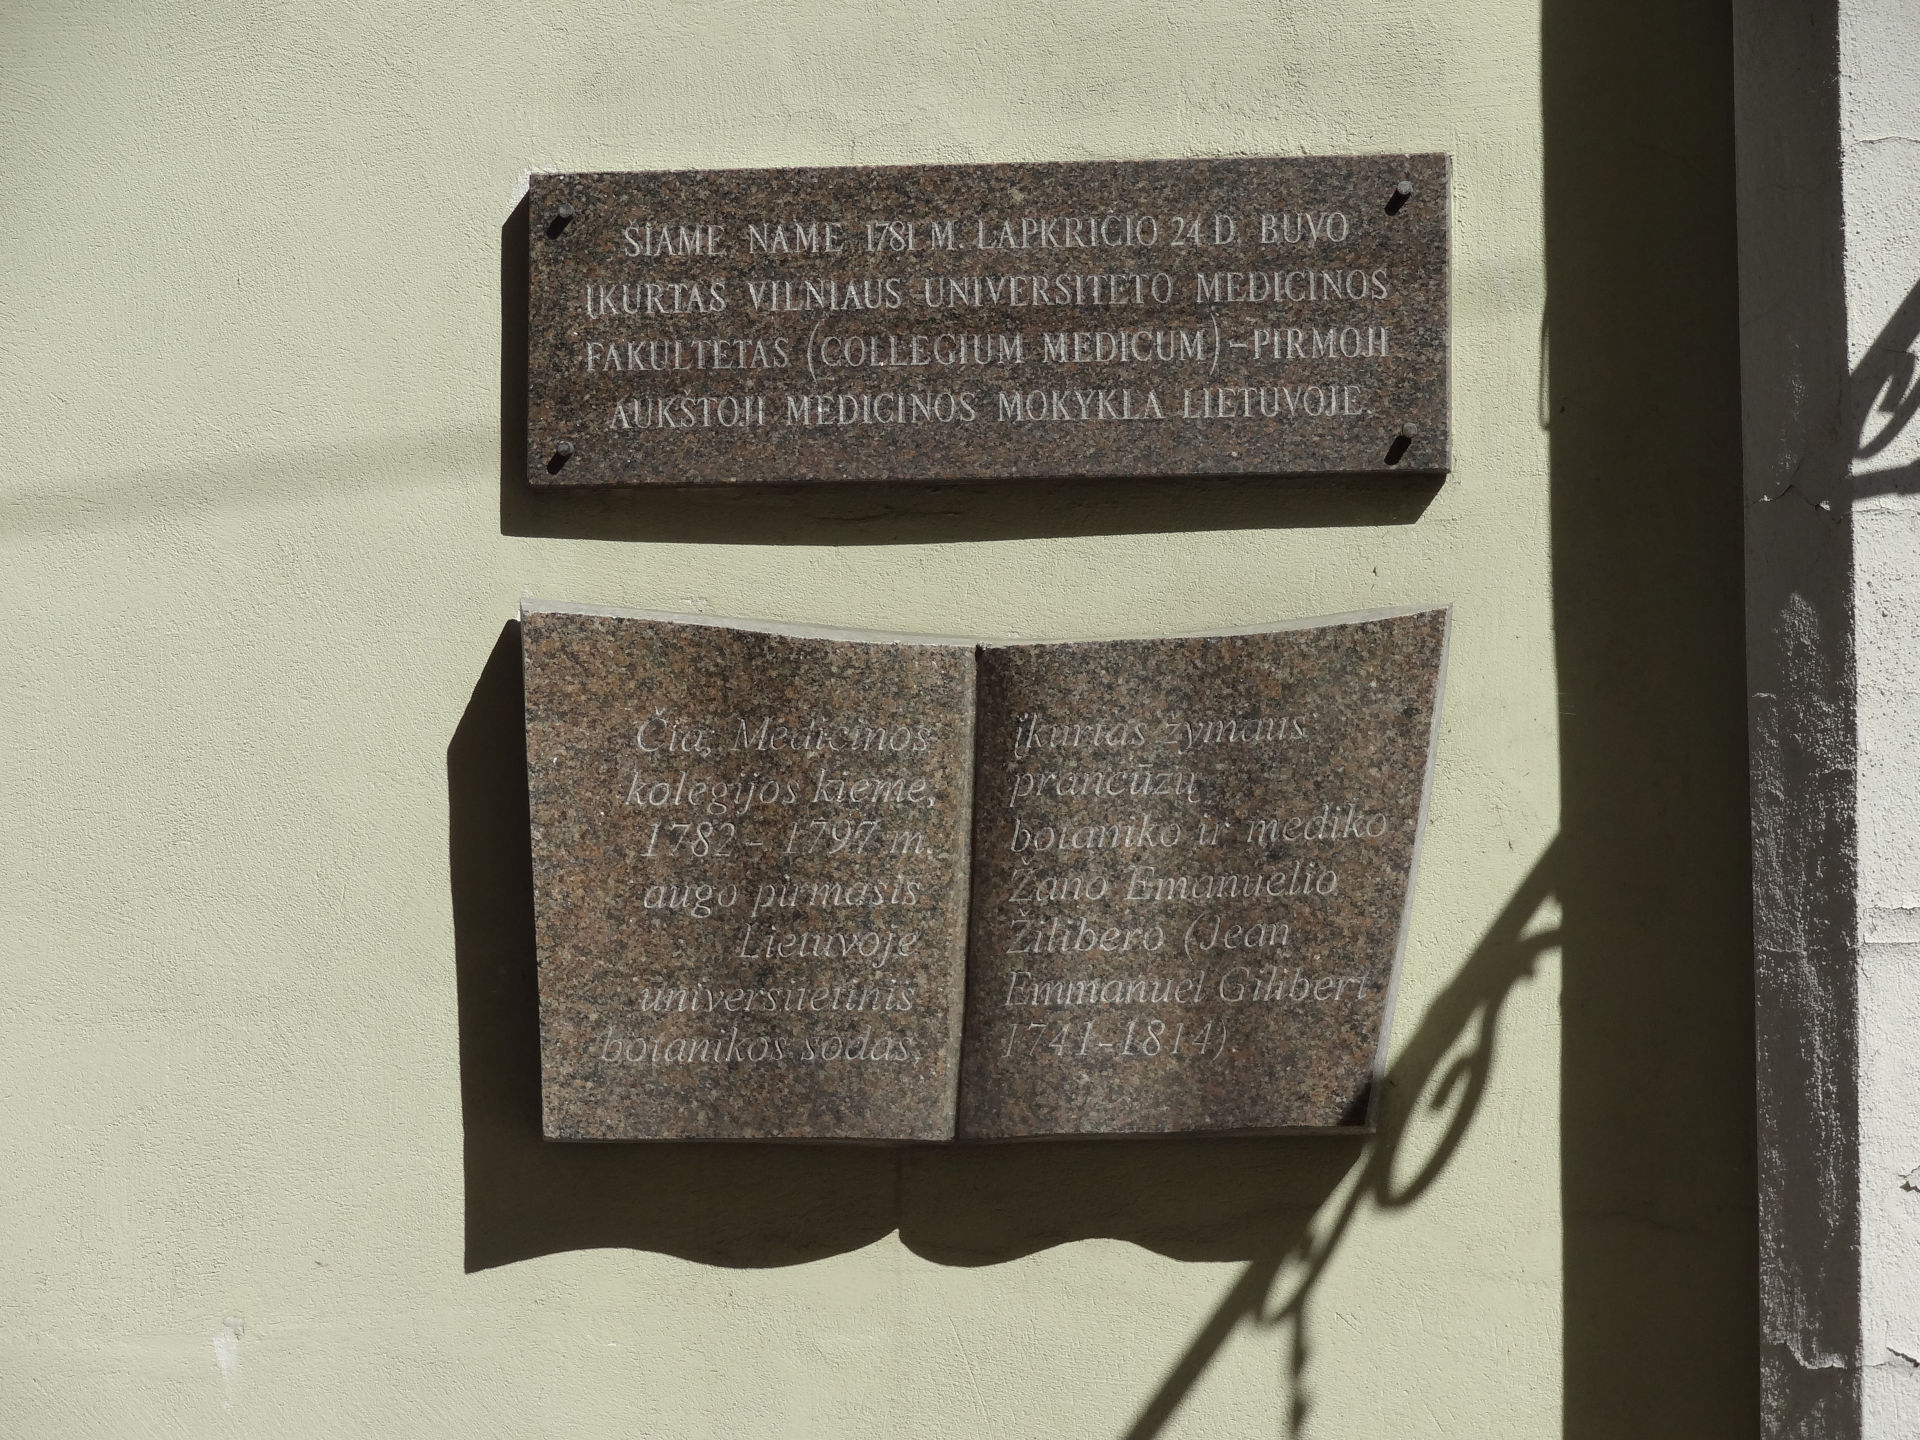 ŠIAME NAME 1781 M. LAPKRIČIO 24 D. BUVO
ĮKURTAS VILNIAUS UNIVERSITETO MEDICINOS
FAKULTETAS (COLLEGIUM MEDICUM) - PIRMOJI
AUKŠTOJI MEDICINOS MOKYKLA LIETUVOJE.
Čia, Medicinos
kolegijos kieme,
1782 - 1797 m.
augo pirmasis
Lietuvoje
universitetinis
botanikos sodas,
įkurtas žymaus
prancūzų
botaniko ir mediko
Žano Emanuelio
Žilibero (Jean
Emmanuel Gilibert
1741-1814).